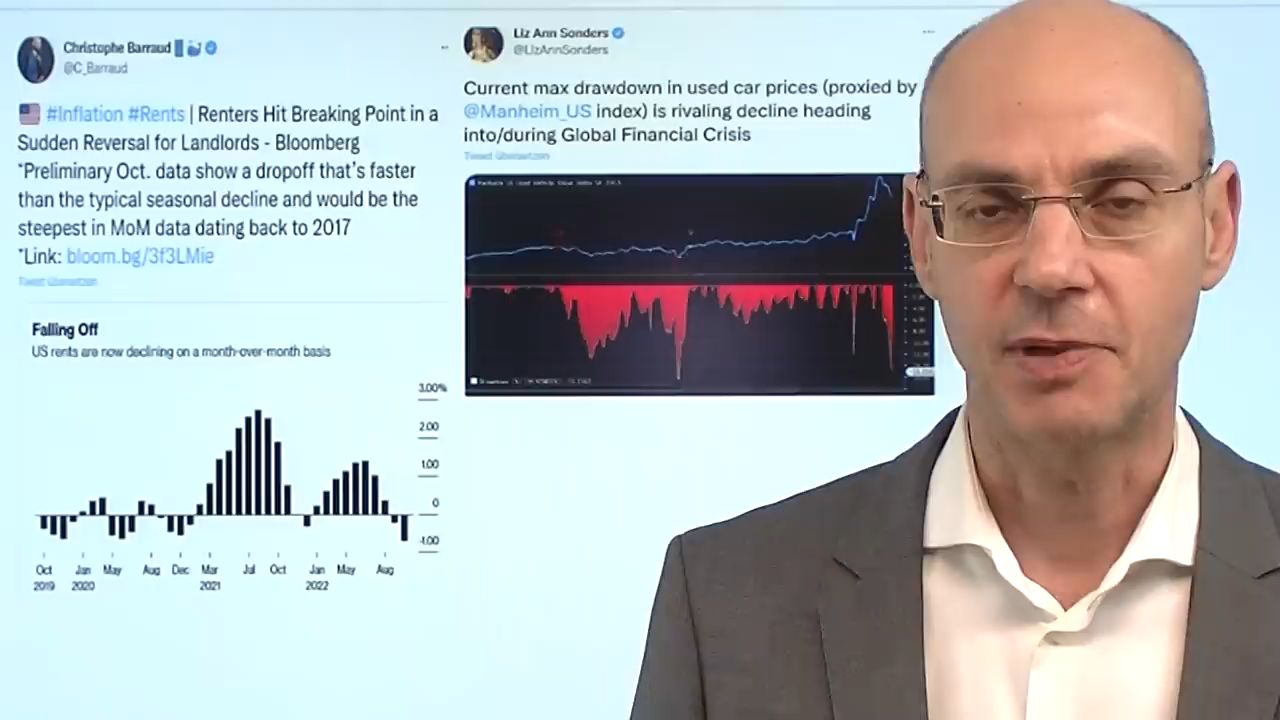 Christophe Barraud
@C_Barraud
#Inflation #Rents | Renters Hit Breaking Point in a
Sudden Reversal for Landlords - Bloomberg
*Preliminary Oct. data show a dropoff that's faster
than the typical seasonal decline and would be the
steepest in MoM data dating back to 2017
*Link: bloom.bg/3f3LMie
Tweet übersetzen
Falling Off
US rents are now declining on a month-over-month basis
3.00%
2.00
1.00
0
-1.00
Oct Jan May Aug Dec Mar Jul Oct Jan May Aug
2019 2020 2021 2022
Liz Ann Sonders
@LizAnnSonders
Current max drawdown in used car prices (proxied by
@Manheim_US index) is rivaling decline heading
into/during Global Financial Crisis
Tweet übersetzen